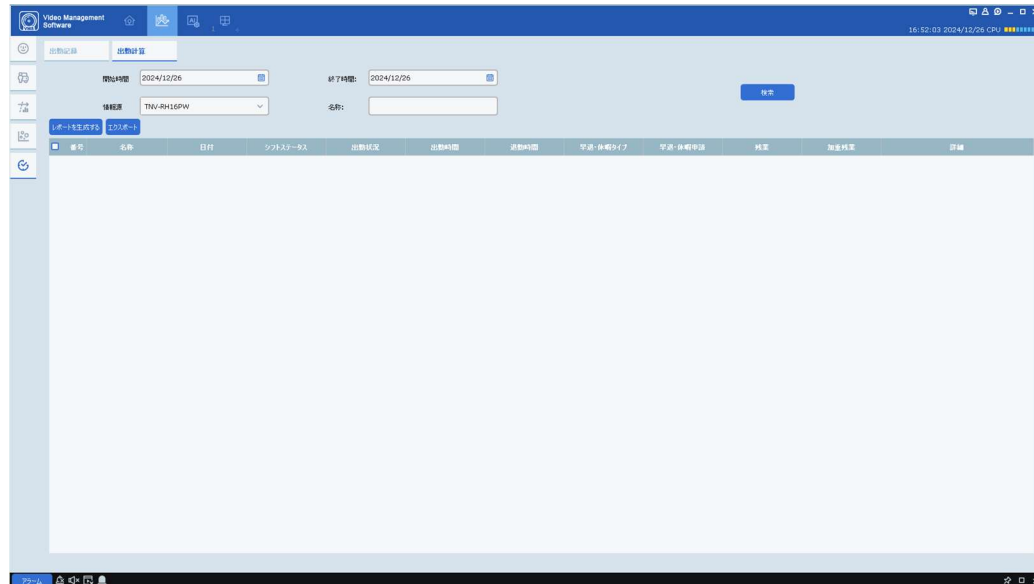 Video Management
Software
16:52:03 2024/12/26 CPU
出勤記録
出勤計算
開始時間
2024/12/26
終了時間:
2024/12/26
検索
情報源
TNV-RH16PW
名称:
レポートを生成する
エクスポート
番号
名称
日付
シフトステータス
出勤状況
出勤時間
退勤時間
早退・休暇タイプ
早退・休暇申請
残業
加重残業
詳細
アラーム